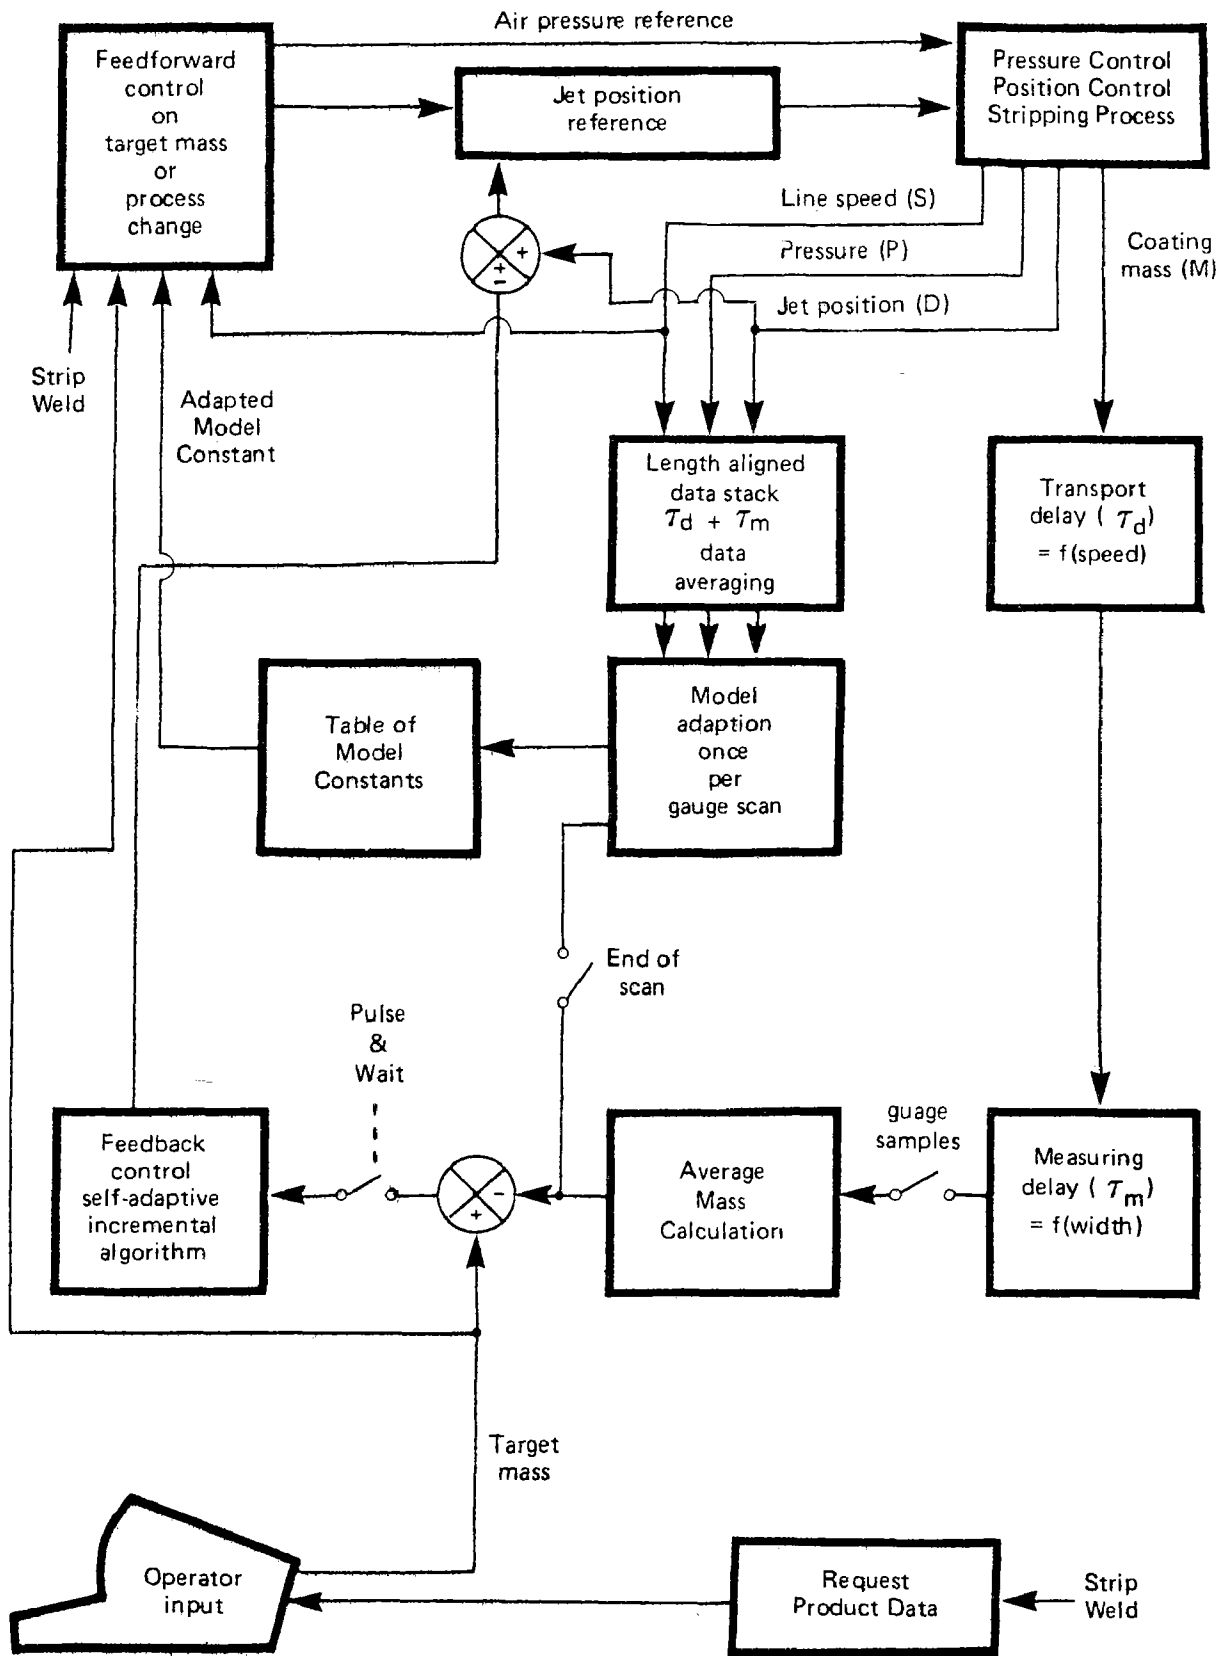 Air pressure reference
Feedforward
control
on
target mass
or
process
change
Jet position
reference
Pressure Control
Position Control
Stripping Process
Line speed (S)
Pressure (P)
Jet position (D)
Coating
mass (M)
+
+
−
Strip
Weld
Adapted
Model
Constant
Length aligned
data stack
τd + τm
data
averaging
Transport
delay ( τd)
= f(speed)
Table of
Model
Constants
Model
adaption
once
per
gauge scan
End of
scan
Pulse
&
Wait
Feedback
control
self-adaptive
incremental
algorithm
−
+
Average
Mass
Calculation
guage
samples
Measuring
delay ( τm)
= f(width)
Target
mass
Operator
input
Request
Product Data
Strip
Weld